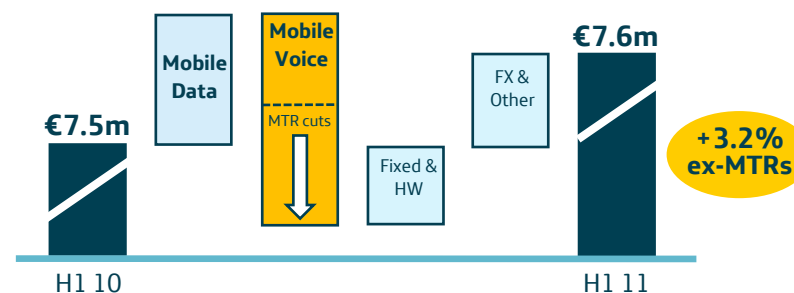 €7.5m
Mobile
Data
Mobile
Voice
MTR cuts
Fixed &
HW
FX &
Other
€7.6m
+3.2%
ex-MTRs
H1 10
H1 11